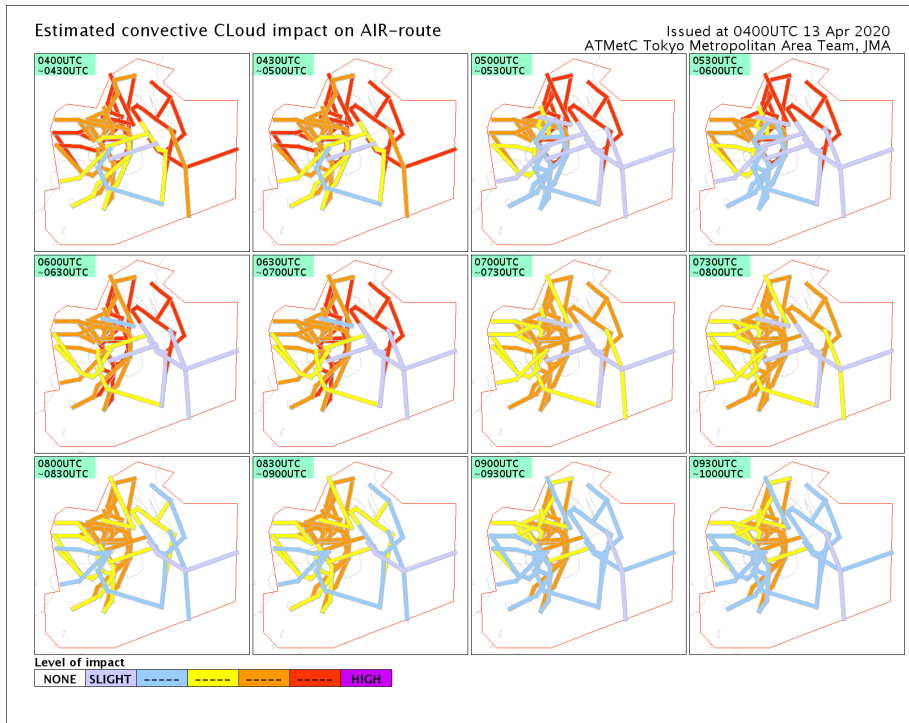 Estimated convective CLoud impact on AIR-route
Issued at 0400UTC 13 Apr 2020
ATMetC Tokyo Metropolitan Area Team, JMA
0400UTC
~0430UTC
0430UTC
~0500UTC
0500UTC
~0530UTC
0530UTC
~0600UTC
0600UTC
~0630UTC
0630UTC
~0700UTC
0700UTC
~0730UTC
0730UTC
~0800UTC
0800UTC
~0830UTC
0830UTC
~0900UTC
0900UTC
~0930UTC
0930UTC
~1000UTC
Level of impact
NONE SLIGHT ----- ----- ----- ----- HIGH